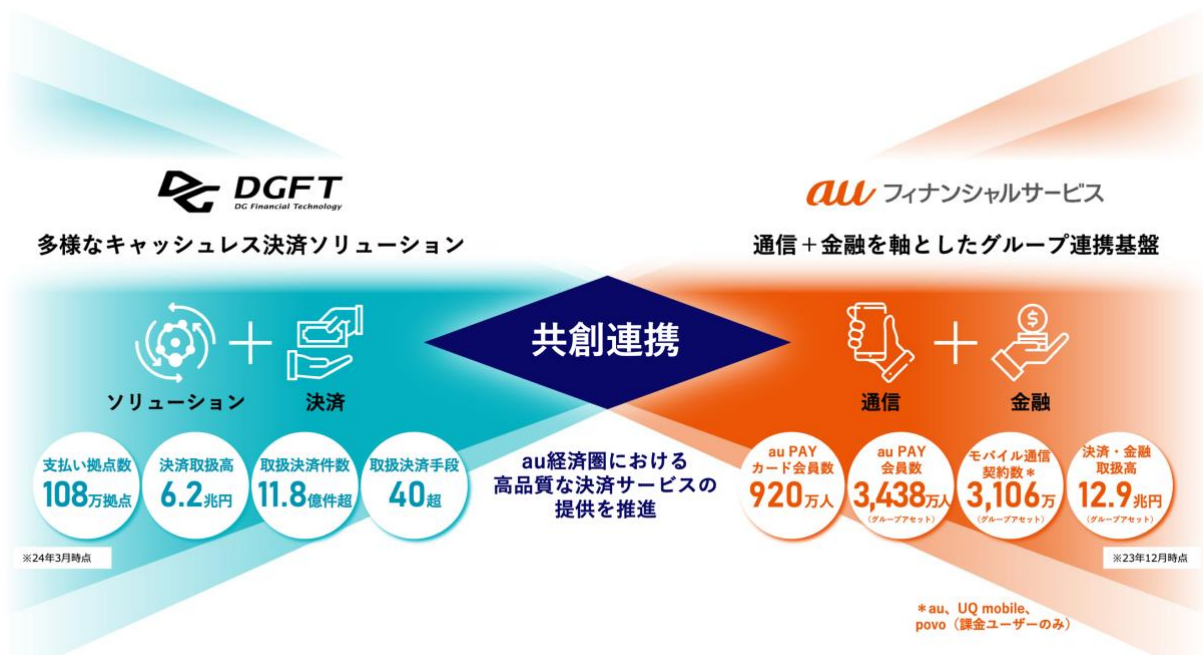 DGFT
DG Financial Technology
多様なキャッシュレス決済ソリューション
ソリューション
決済
支払い拠点数
108万拠点
決済取扱高
6.2兆円
取扱決済件数
11.8億件超
取扱決済手段
40超
※24年3月時点
共創連携
au経済圏における
高品質な決済サービスの
提供を推進
au フィナンシャルサービス
通信+金融を軸としたグループ連携基盤
通信
金融
au PAY
カード会員数
920万人
au PAY
会員数
3,438万人
(グループアセット)
モバイル通信
契約数*
3,106万
(グループアセット)
決済・金融
取扱高
12.9兆円
(グループアセット)
※23年12月時点
*au、UQ mobile、
povo(課金ユーザーのみ)